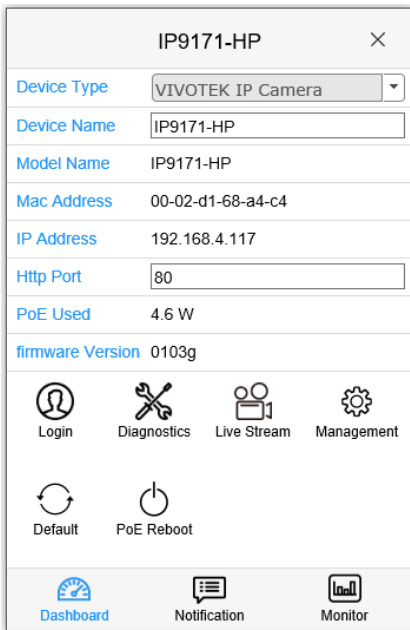 IP9171-HP
Device Type VIVOTEK IP Camera
Device Name IP9171-HP
Model Name IP9171-HP
Mac Address 00-02-d1-68-a4-c4
IP Address 192.168.4.117
Http Port 80
PoE Used 4.6 W
firmware Version 0103g
Login Diagnostics Live Stream Management
Default PoE Reboot
Dashboard Notification Monitor